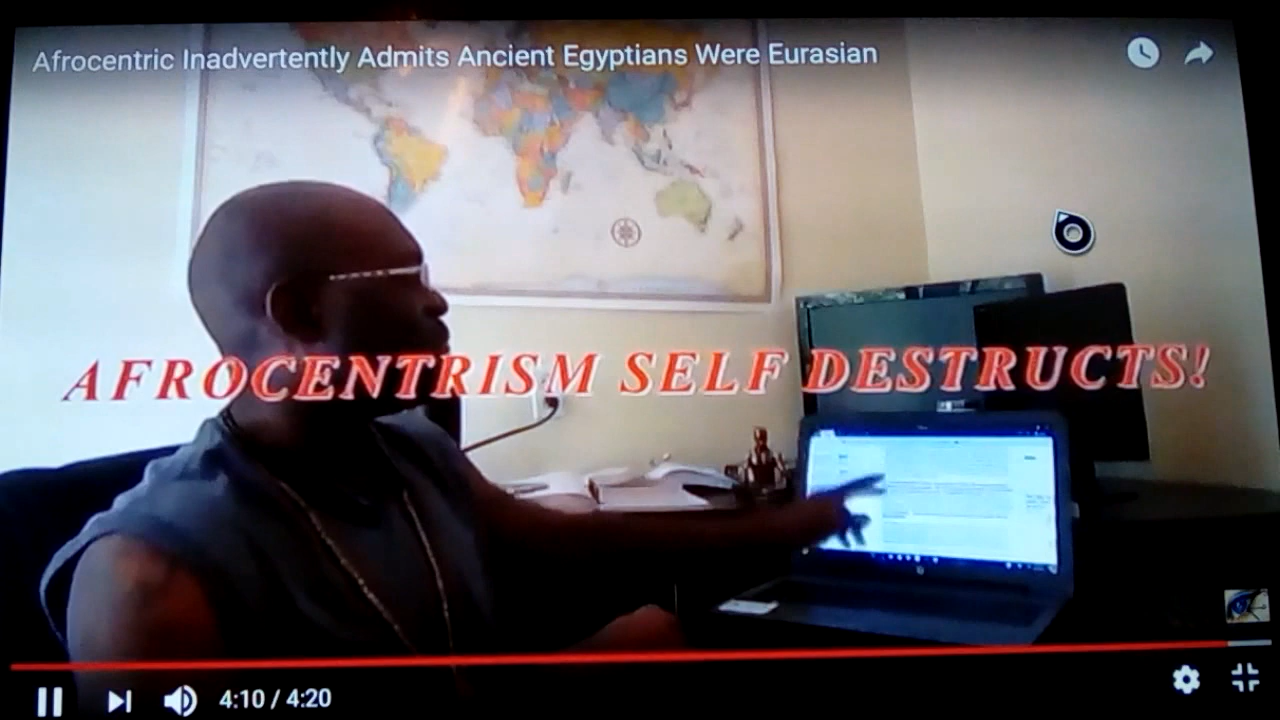 Afrocentric Inadvertently Admits Ancient Egyptians Were Eurasian
AFROCENTRISM SELF DESTRUCTS!
4:10 / 4:20